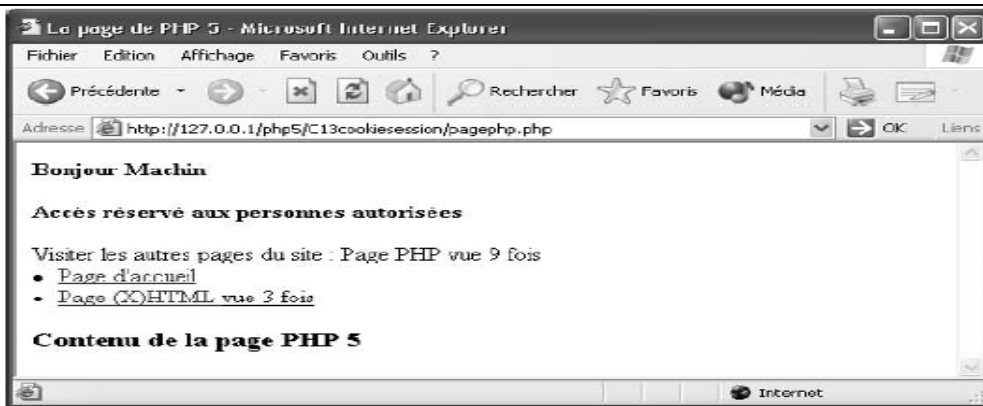 La page de PHP 5 - Microsoft Internet Explorer
Fichier Edition Affichage Favoris Outils ?
Précédente Rechercher Favoris Média
Adresse http://127.0.0.1/php5/C13cookiesession/pagephp.php OK Liens
Bonjour Machin
Accès réservé aux personnes autorisées
Visiter les autres pages du site : Page PHP vue 9 fois
• Page d'accueil
• Page (X)HTML vue 3 fois
Contenu de la page PHP 5
Internet